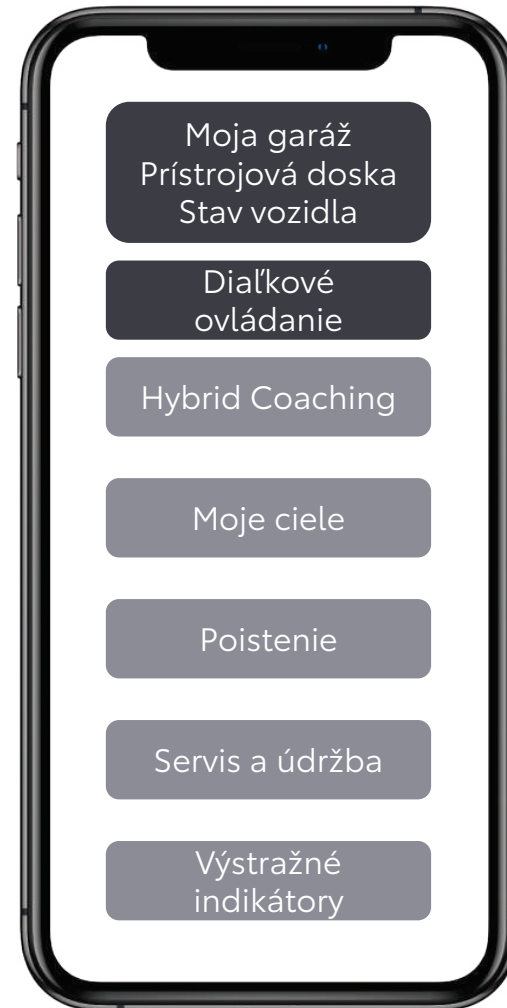 Moja garáž
Prístrojová doska
Stav vozidla
Diaľkové
ovládanie
Hybrid Coaching
Moje ciele
Poistenie
Servis a údržba
Výstražné
indikátory